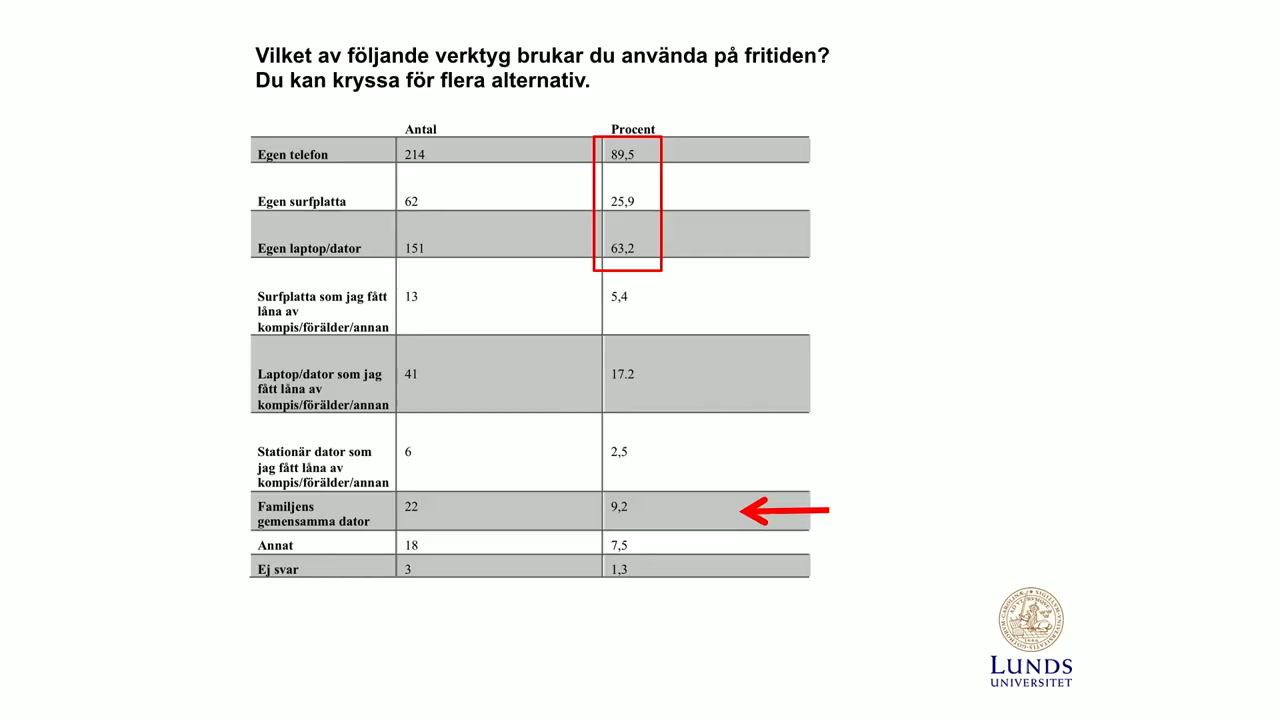 Vilket av följande verktyg brukar du använda på fritiden?
Du kan kryssa för flera alternativ.
Antal Procent
Egen telefon 214 89,5
Egen surfplatta 62 25,9
Egen laptop/dator 151 63,2
Surfplatta som jag fått 13 5,4
låna av
kompis/förälder/annan
Laptop/dator som jag 41 17.2
fått låna av
kompis/förälder/annan
Stationär dator som 6 2,5
jag fått låna av
kompis/förälder/annan
Familjens 22 9,2
gemensamma dator
Annat 18 7,5
Ej svar 3 1,3
LUNDS
UNIVERSITET